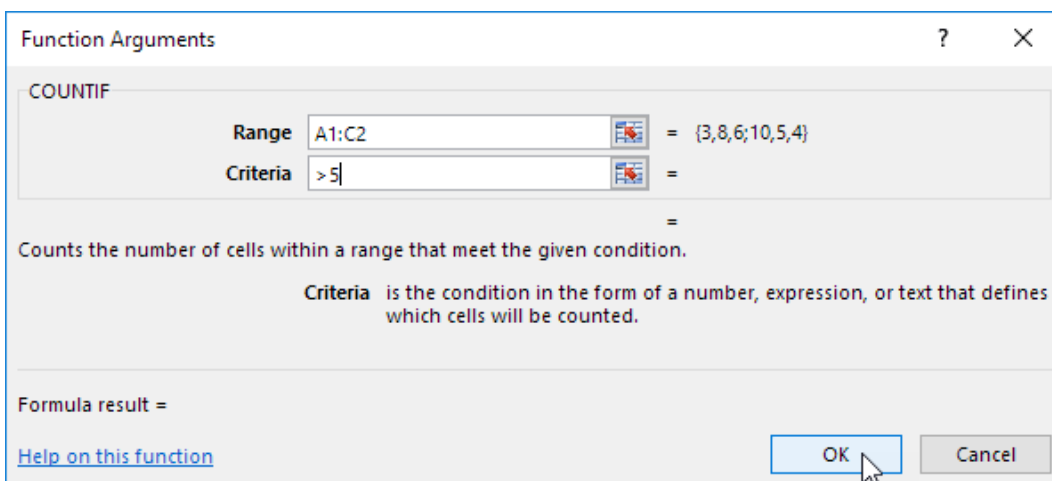 Function Arguments ? ×
COUNTIF
Range A1:C2 = {3,8,6;10,5,4}
Criteria >5 =
=
Counts the number of cells within a range that meet the given condition.
Criteria is the condition in the form of a number, expression, or text that defines
which cells will be counted.
Formula result =
Help on this function OK Cancel